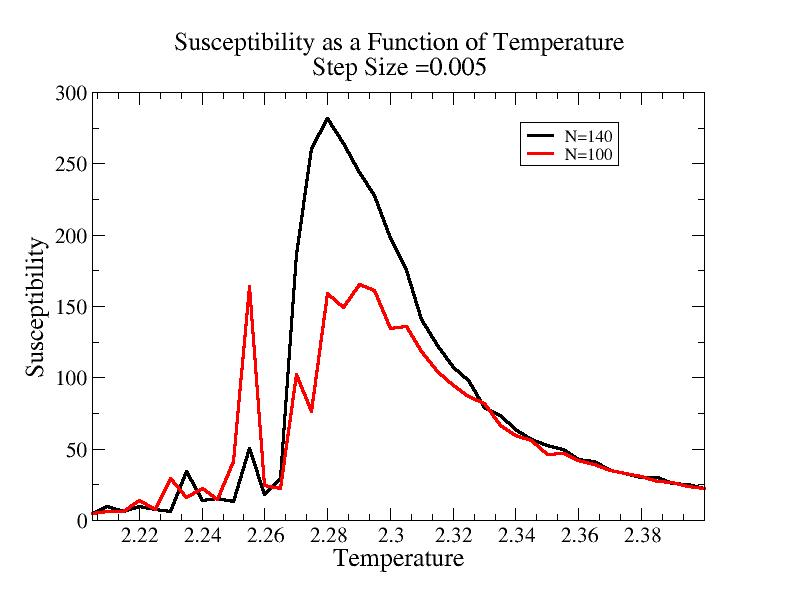 Susceptibility as a Function of Temperature
Step Size =0.005
300
250
200
150
100
50
0
Susceptibility
N=140
N=100
2.22 2.24 2.26 2.28 2.3 2.32 2.34 2.36 2.38
Temperature